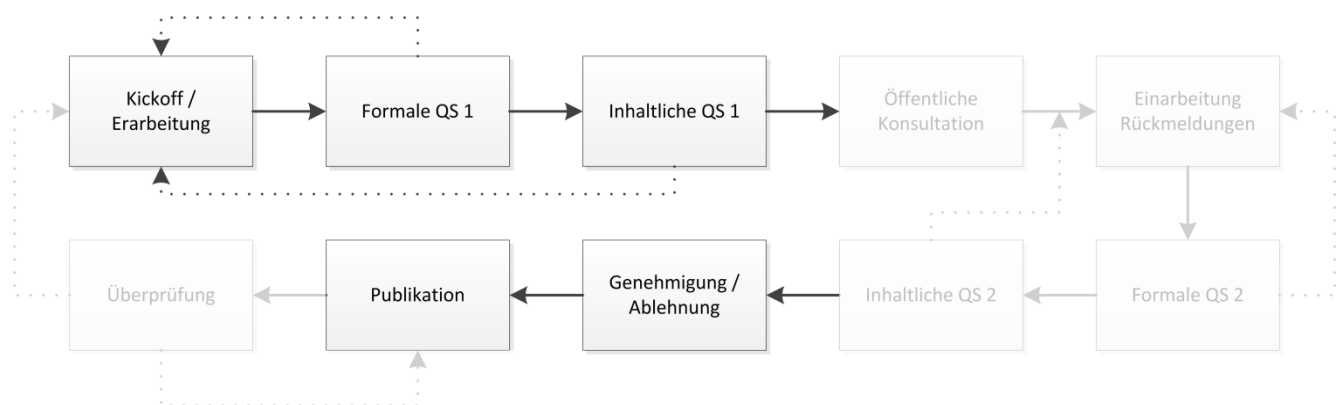 Kickoff /
Erarbeitung
Formale QS 1
Inhaltliche QS 1
Öffentliche
Konsultation
Einarbeitung
Rückmeldungen
Überprüfung
Publikation
Genehmigung /
Ablehnung
Inhaltliche QS 2
Formale QS 2